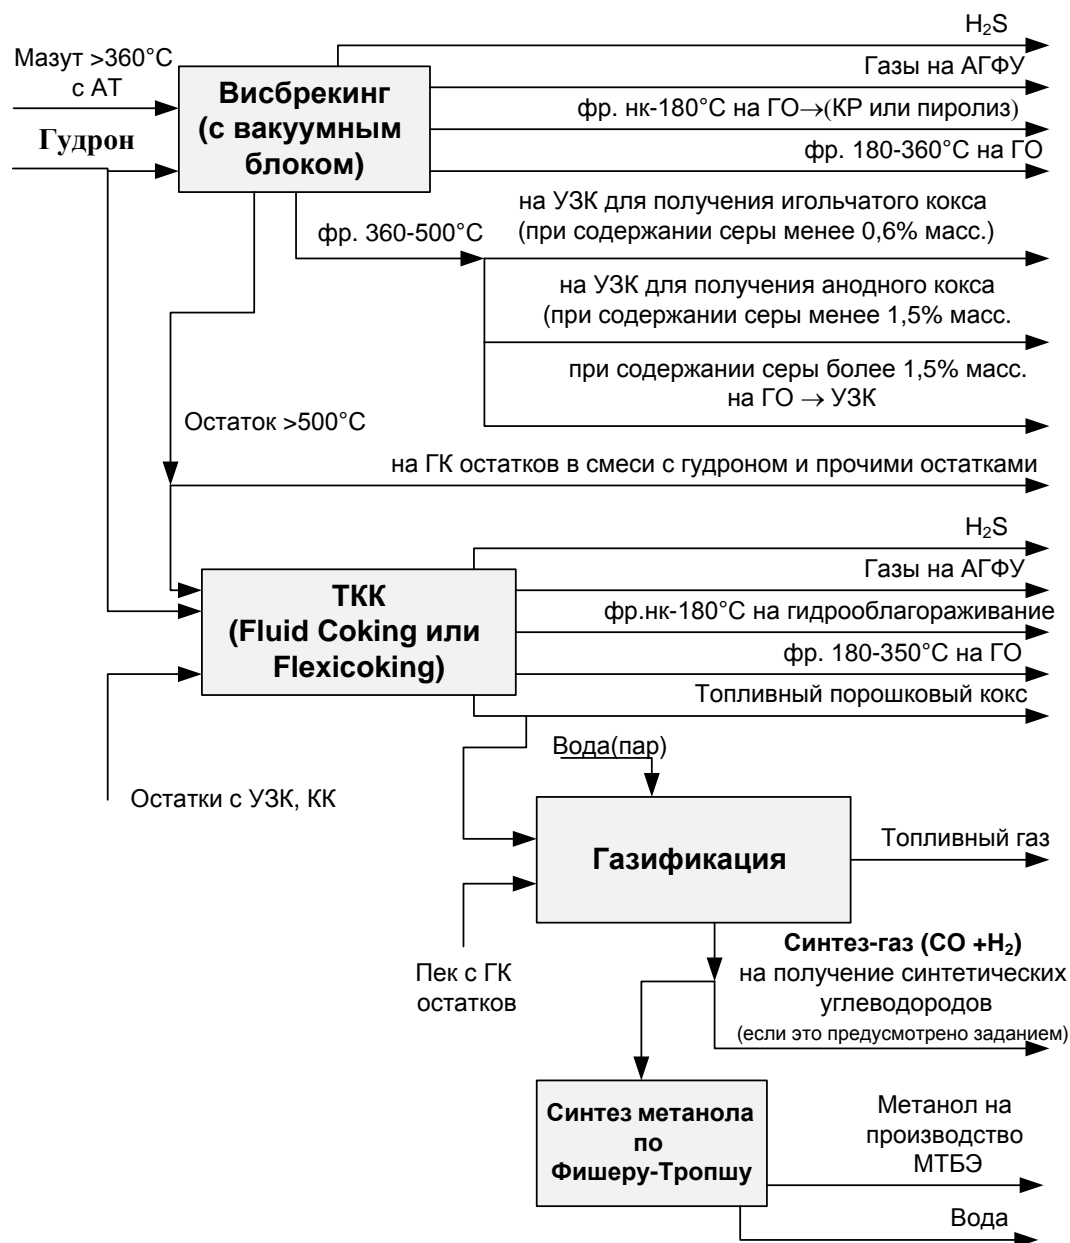 H₂S
Мазут >360°С
с АТ
Газы на АГФУ
Висбрекинг
(с вакуумным
блоком)
фр. нк-180°С на ГО→(КР или пиролиз)
Гудрон
фр. 180-360°С на ГО
на УЗК для получения игольчатого кокса
(при содержании серы менее 0,6% масс.)
фр. 360-500°С
на УЗК для получения анодного кокса
(при содержании серы менее 1,5% масс.
при содержании серы более 1,5% масс.
на ГО → УЗК
Остаток >500°С
на ГК остатков в смеси с гудроном и прочими остатками
H₂S
Газы на АГФУ
ТКК
(Fluid Coking или
Flexicoking)
фр.нк-180°С на гидрооблагораживание
фр. 180-350°С на ГО
Топливный порошковый кокс
Вода(пар)
Остатки с УЗК, КК
Газификация
Топливный газ
Пек с ГК
остатков
Синтез-газ (СО +Н₂)
на получение синтетических
углеводородов
(если это предусмотрено заданием)
Синтез метанола
по
Фишеру-Тропшу
Метанол на
производство
МТБЭ
Вода